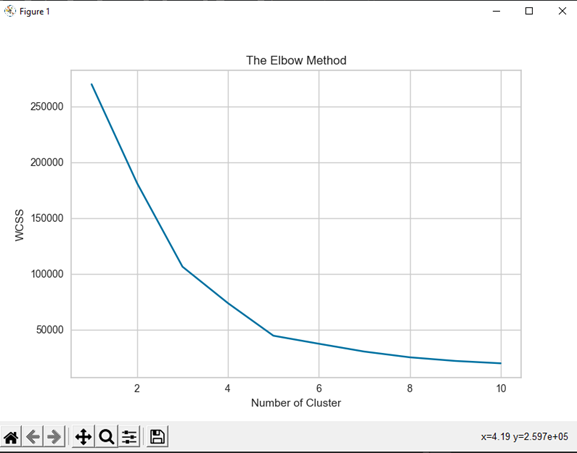 Figure 1
The Elbow Method
250000
200000
150000
100000
50000
WCSS
2 4 6 8 10
Number of Cluster
x=4.19 y=2.597e+05